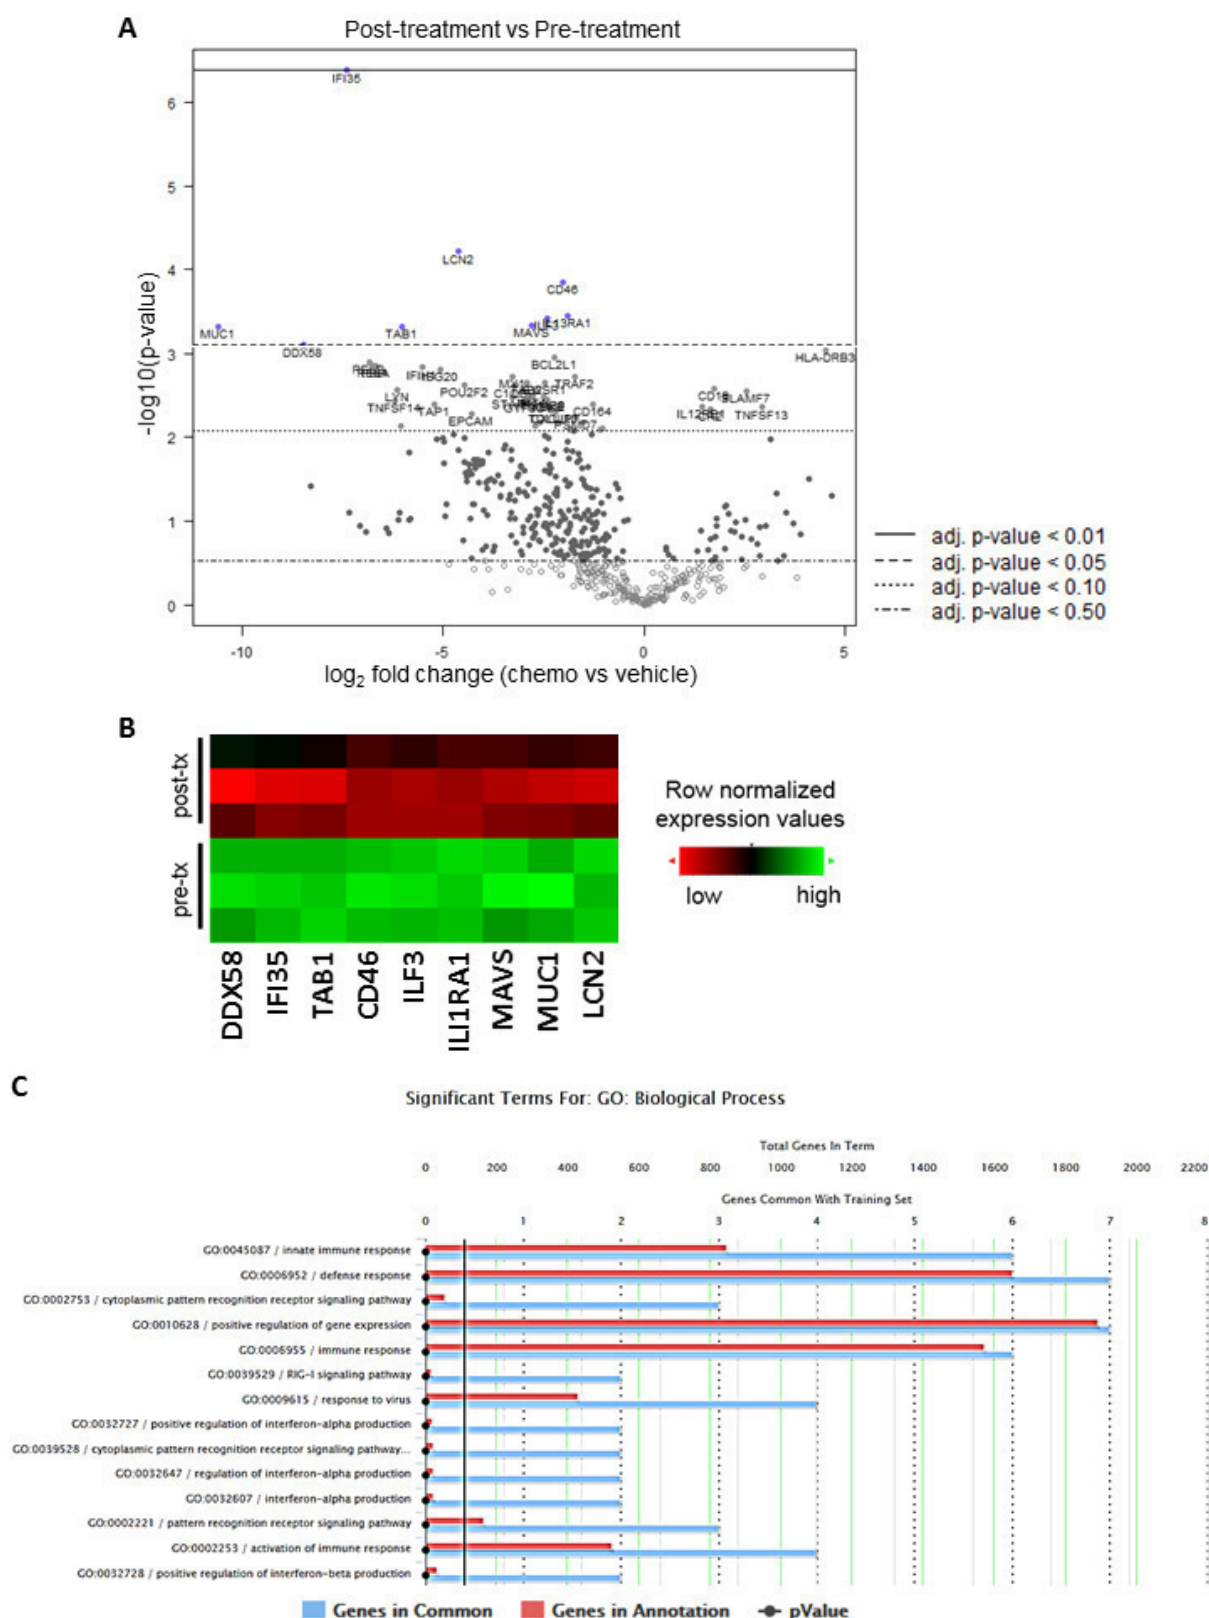 A
Post-treatment vs Pre-treatment
IFI35
6
5
LCN2
4
CD46
IL13RA1
MAVS
MUC1
TAB1
DDX58
3
HLA-DRB3
BCL2L1
TRAF2
POU2F2
LYN
TNFSF14
TAP1
EPCAM
CD164
SLAMF7
TNFSF13
2
1
0
-log10(p-value)
-10 -5 0 5
log2 fold change (chemo vs vehicle)
adj. p-value < 0.01
adj. p-value < 0.05
adj. p-value < 0.10
adj. p-value < 0.50
B
post-tx
pre-tx
DDX58 IFI35 TAB1 CD46 ILF3 ILI1RA1 MAVS MUC1 LCN2
Row normalized
expression values
low high
C
Significant Terms For: GO: Biological Process
Total Genes In Term
0 200 400 600 800 1000 1200 1400 1600 1800 2000 2200
Genes Common With Training Set
0 1 2 3 4 5 6 7 8
GO:0045087 / innate immune response
GO:0006952 / defense response
GO:0002753 / cytoplasmic pattern recognition receptor signaling pathway
GO:0010628 / positive regulation of gene expression
GO:0006955 / immune response
GO:0039529 / RIG-I signaling pathway
GO:0009615 / response to virus
GO:0032727 / positive regulation of interferon-alpha production
GO:0039528 / cytoplasmic pattern recognition receptor signaling pathway...
GO:0032647 / regulation of interferon-alpha production
GO:0032607 / interferon-alpha production
GO:0002221 / pattern recognition receptor signaling pathway
GO:0002253 / activation of immune response
GO:0032728 / positive regulation of interferon-beta production
Genes in Common Genes in Annotation pValue